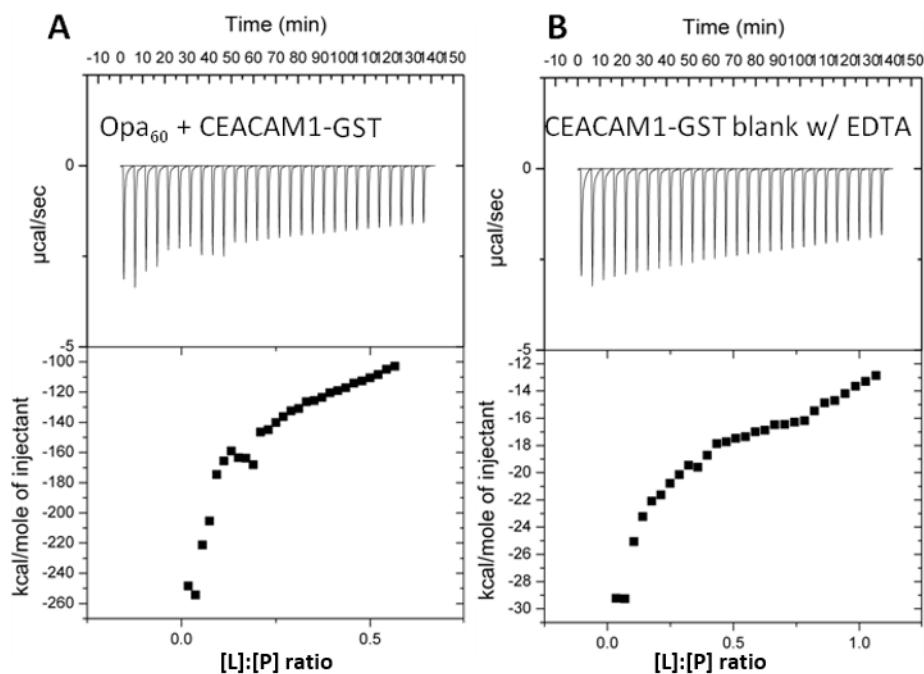 A
Time (min)
-10 0 10 20 30 40 50 60 70 80 90 100 110 120 130 140 150
Opa₆₀ + CEACAM1-GST
0
-5
µcal/sec
-100
-120
-140
-160
-180
-200
-220
-240
-260
kcal/mole of injectant
0.0 0.5
[L]:[P] ratio
B
Time (min)
-10 0 10 20 30 40 50 60 70 80 90 100 110 120 130 140 150
CEACAM1-GST blank w/ EDTA
0
-5
µcal/sec
-12
-14
-16
-18
-20
-22
-24
-26
-28
-30
kcal/mole of injectant
0.0 0.5 1.0
[L]:[P] ratio